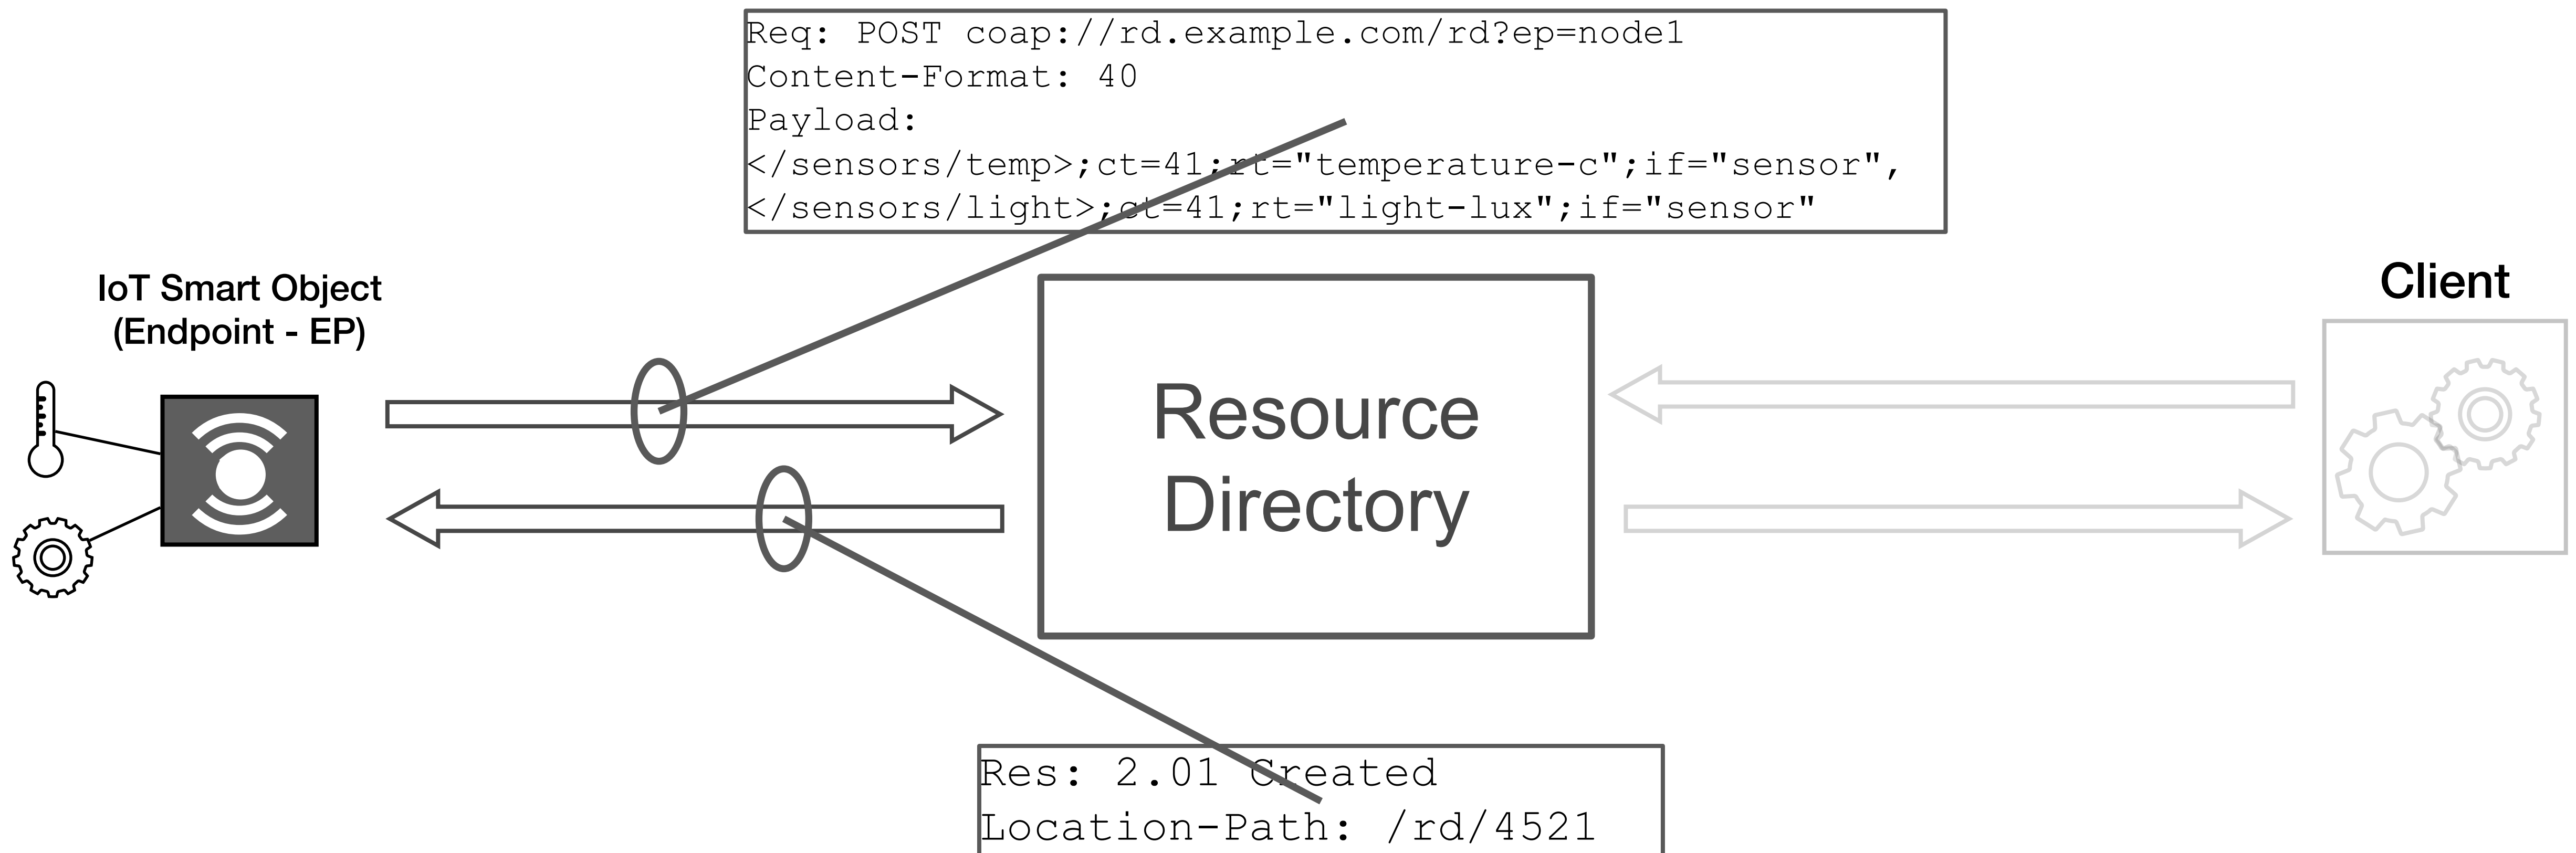 Req: POST coap://rd.example.com/rd?ep=node1
Content-Format: 40
Payload:
</sensors/temp>;ct=41;rt="temperature-c";if="sensor",
</sensors/light>;ct=41;rt="light-lux";if="sensor"
IoT Smart Object
(Endpoint - EP)
Client
Resource
Directory
Res: 2.01 Created
Location-Path: /rd/4521